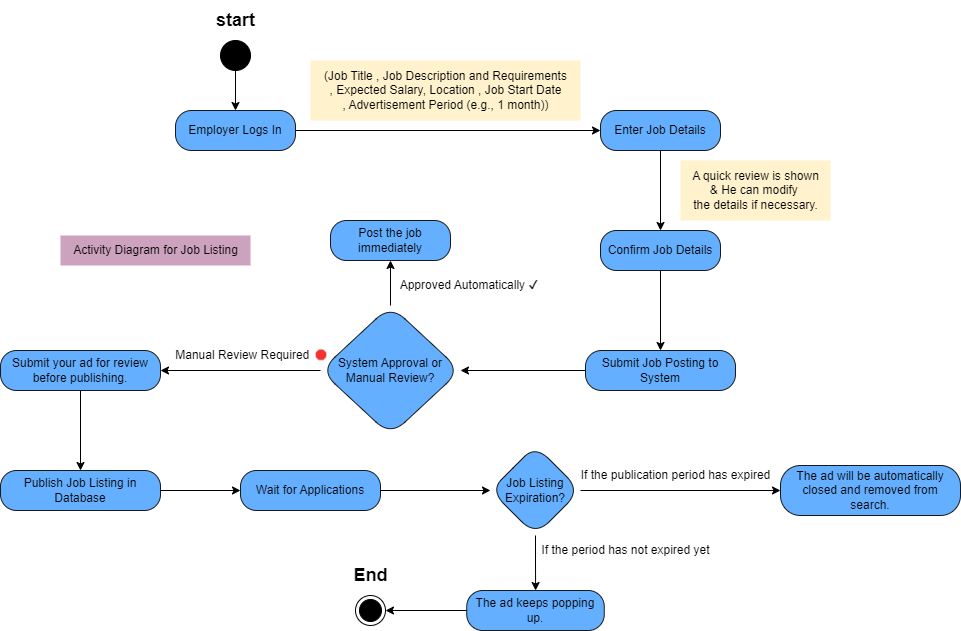 start
(Job Title , Job Description and Requirements
, Expected Salary, Location , Job Start Date
, Advertisement Period (e.g., 1 month))
Employer Logs In
Enter Job Details
A quick review is shown
& He can modify
the details if necessary.
Post the job
immediately
Activity Diagram for Job Listing
Confirm Job Details
Approved Automatically ✓
Manual Review Required
System Approval or
Manual Review?
Submit Job Posting to
System
Submit your ad for review
before publishing.
Publish Job Listing in
Database
Wait for Applications
Job Listing
Expiration?
If the publication period has expired
The ad will be automatically
closed and removed from
search.
If the period has not expired yet
End
The ad keeps popping
up.